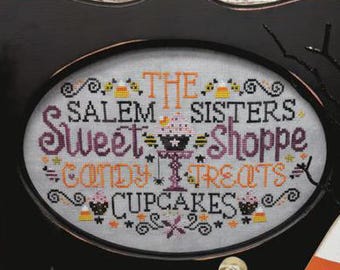 THE
SALEM SISTERS
Sweet Shoppe
CANDY TREATS
CUPCAKES